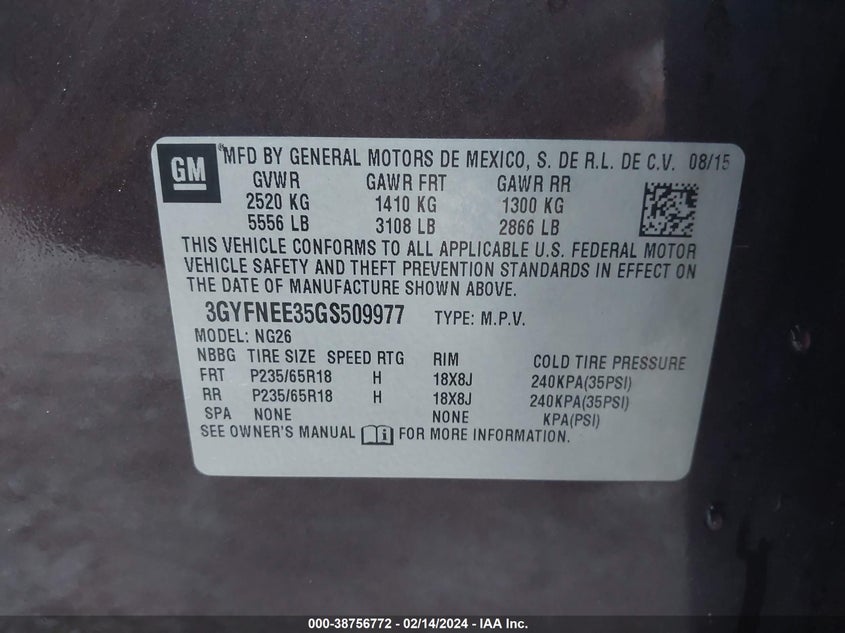 GM
MFD BY GENERAL MOTORS DE MEXICO, S. DE R.L. DE C.V. 08/15
GVWR GAWR FRT GAWR RR
2520 KG 1410 KG 1300 KG
5556 LB 3108 LB 2866 LB
THIS VEHICLE CONFORMS TO ALL APPLICABLE U.S. FEDERAL MOTOR
VEHICLE SAFETY AND THEFT PREVENTION STANDARDS IN EFFECT ON
THE DATE OF MANUFACTURE SHOWN ABOVE.
3GYFNEE35GS509977 TYPE: M.P.V.
MODEL: NG26
NBBG TIRE SIZE SPEED RTG RIM COLD TIRE PRESSURE
FRT P235/65R18 H 18X8J 240KPA(35PSI)
RR P235/65R18 H 18X8J 240KPA(35PSI)
SPA NONE NONE KPA(PSI)
SEE OWNER'S MANUAL FOR MORE INFORMATION.
000-38756772 - 02/14/2024 - IAA Inc.